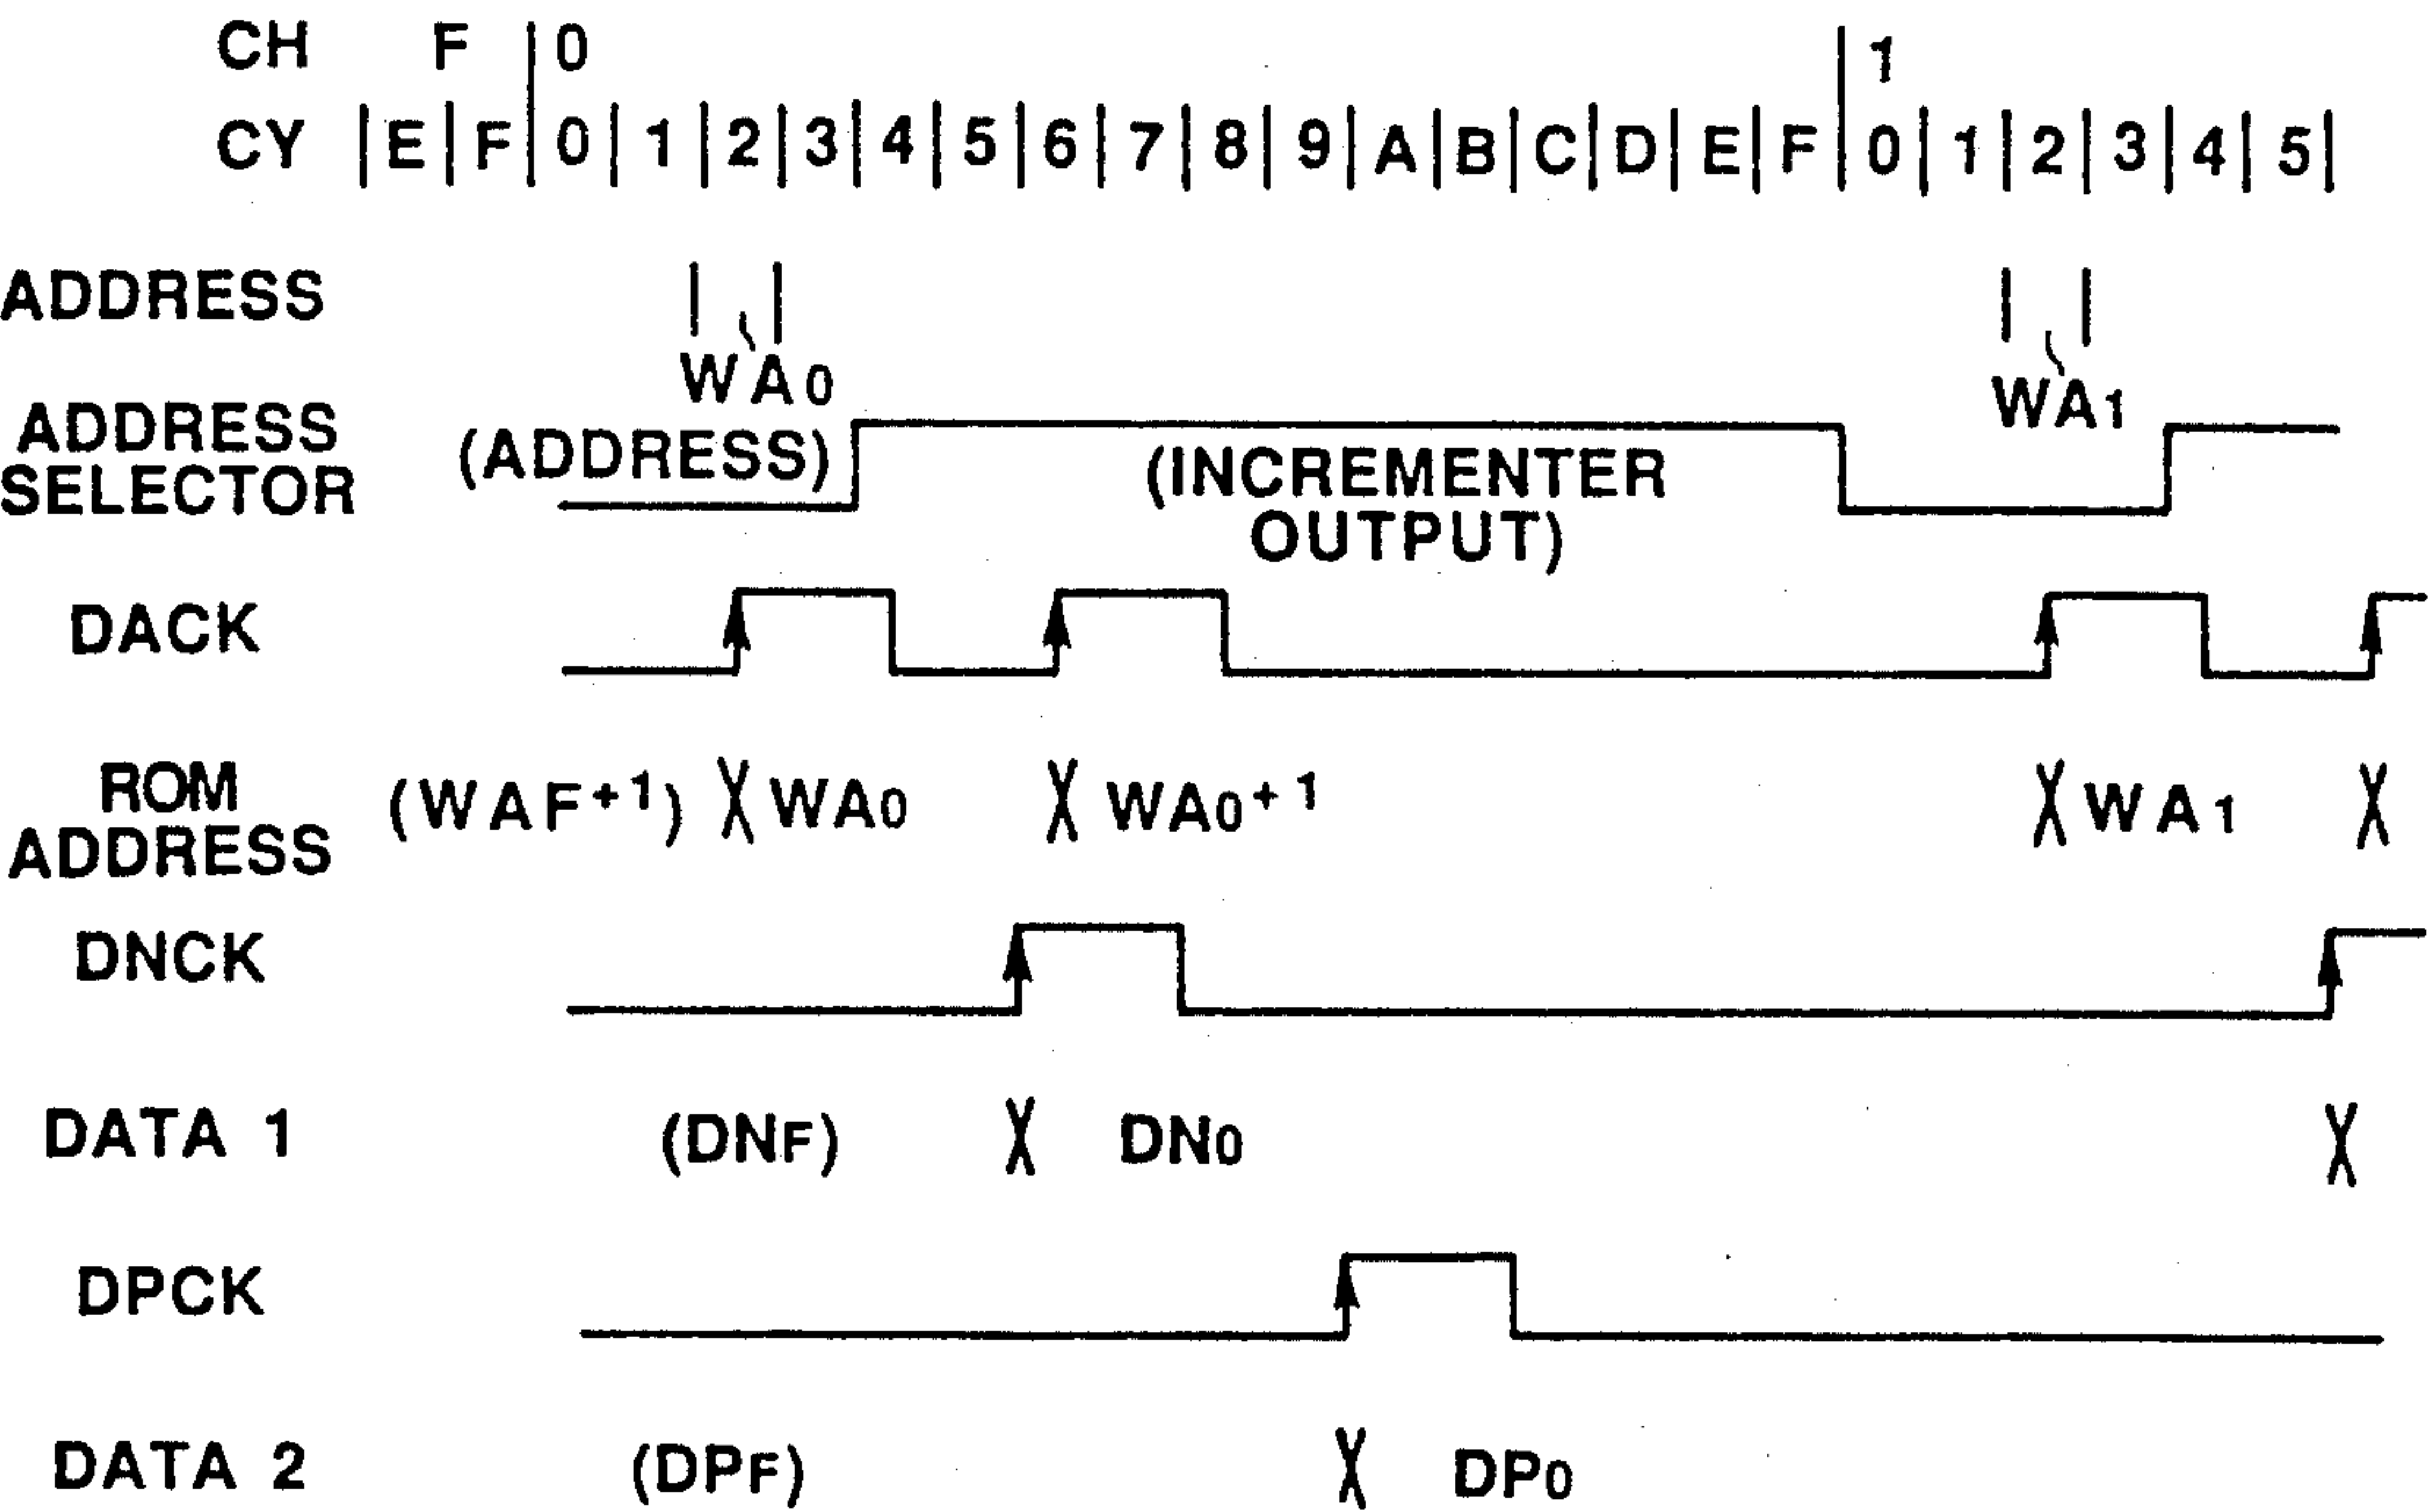 CH F | 0 | 1
CY | E | F | 0 | 1 | 2 | 3 | 4 | 5 | 6 | 7 | 8 | 9 | A | B | C | D | E | F | 0 | 1 | 2 | 3 | 4 | 5 |
ADDRESS
WA0 WA1
ADDRESS
SELECTOR
(ADDRESS)
(INCREMENTER
OUTPUT)
DACK
ROM
ADDRESS
(WAF+1) WA0 WA0+1 WA1
DNCK
DATA 1 (DNF) DN0
DPCK
DATA 2 (DPF) DP0